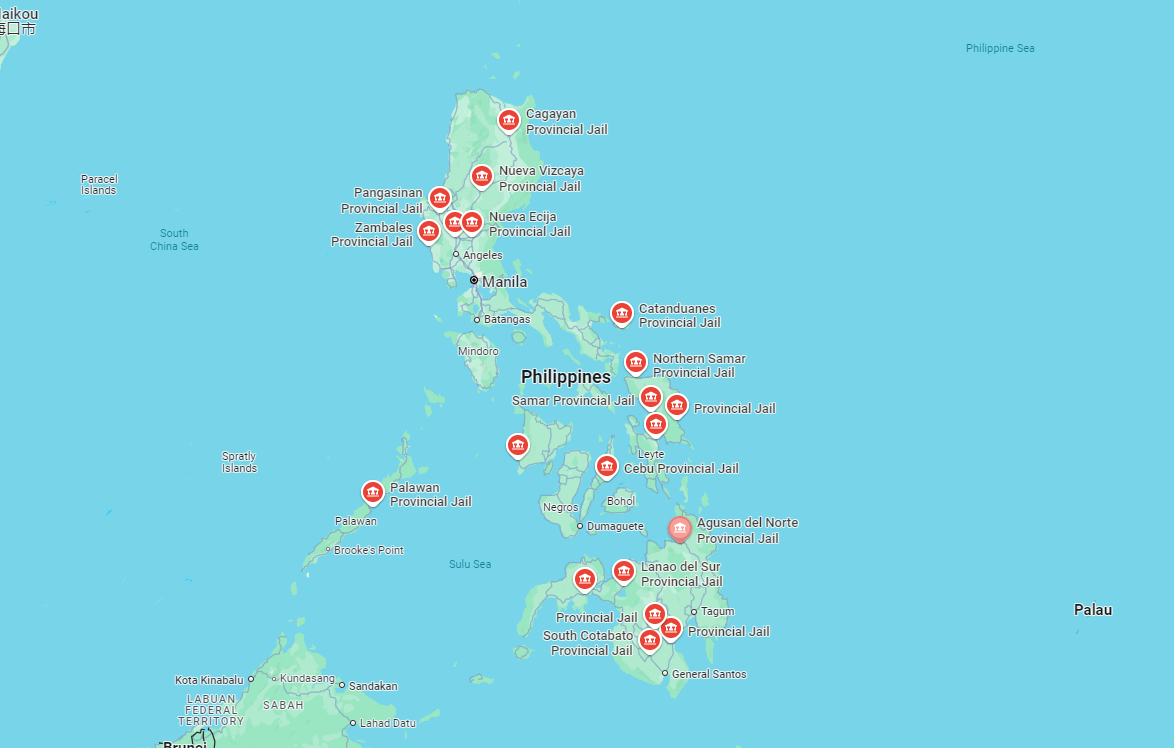 aikou
海口市
Philippine Sea
Cagayan
Provincial Jail
Nueva Vizcaya
Provincial Jail
Paracel
Islands
Pangasinan
Provincial Jail
Nueva Ecija
Provincial Jail
Zambales
Provincial Jail
South
China Sea
Angeles
Manila
Catanduanes
Provincial Jail
Batangas
Mindoro
Northern Samar
Provincial Jail
Philippines
Samar Provincial Jail
Provincial Jail
Spratly
Islands
Leyte
Cebu Provincial Jail
Palawan
Provincial Jail
Negros
Bohol
Palawan
Dumaguete
Agusan del Norte
Provincial Jail
Brooke's Point
Sulu Sea
Lanao del Sur
Provincial Jail
Tagum
Palau
Provincial Jail
Provincial Jail
South Cotabato
Provincial Jail
General Santos
Kota Kinabalu
Kundasang
Sandakan
LABUAN
FEDERAL
TERRITORY
SABAH
Lahad Datu
Brunei